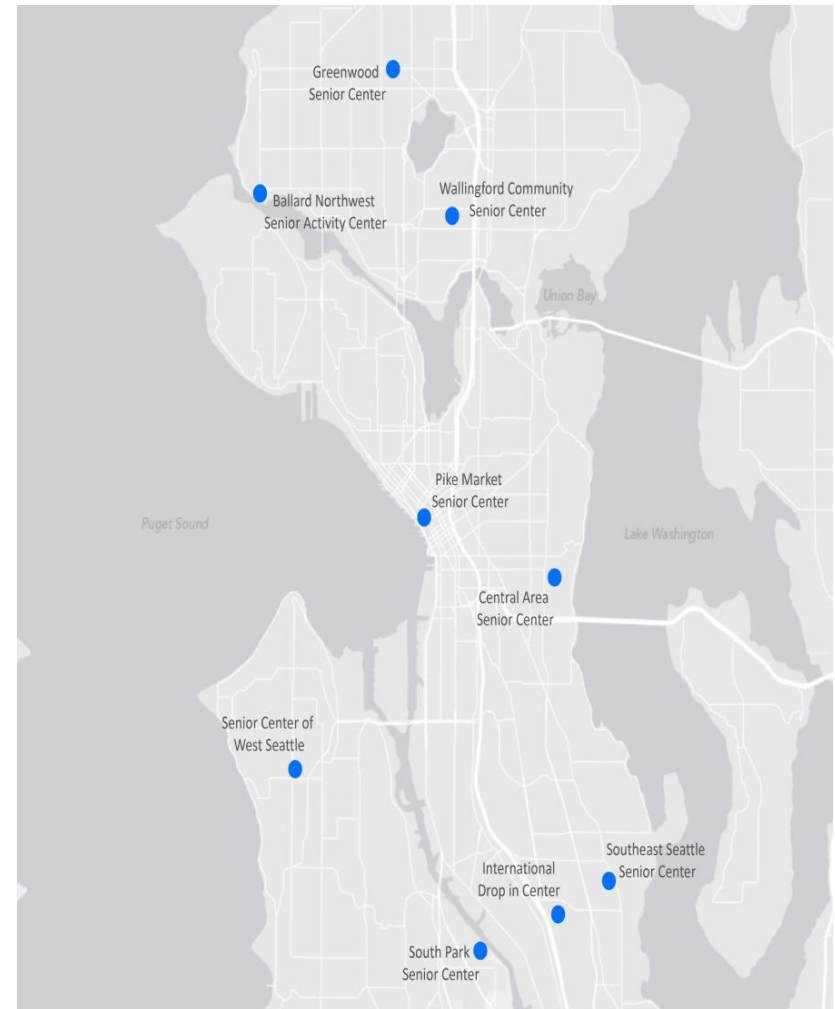 Greenwood
Senior Center
Ballard Northwest
Senior Activity Center
Wallingford Community
Senior Center
Union Bay
Pike Market
Senior Center
Puget Sound
Lake Washington
Central Area
Senior Center
Senior Center of
West Seattle
Southeast Seattle
Senior Center
International
Drop in Center
South Park
Senior Center